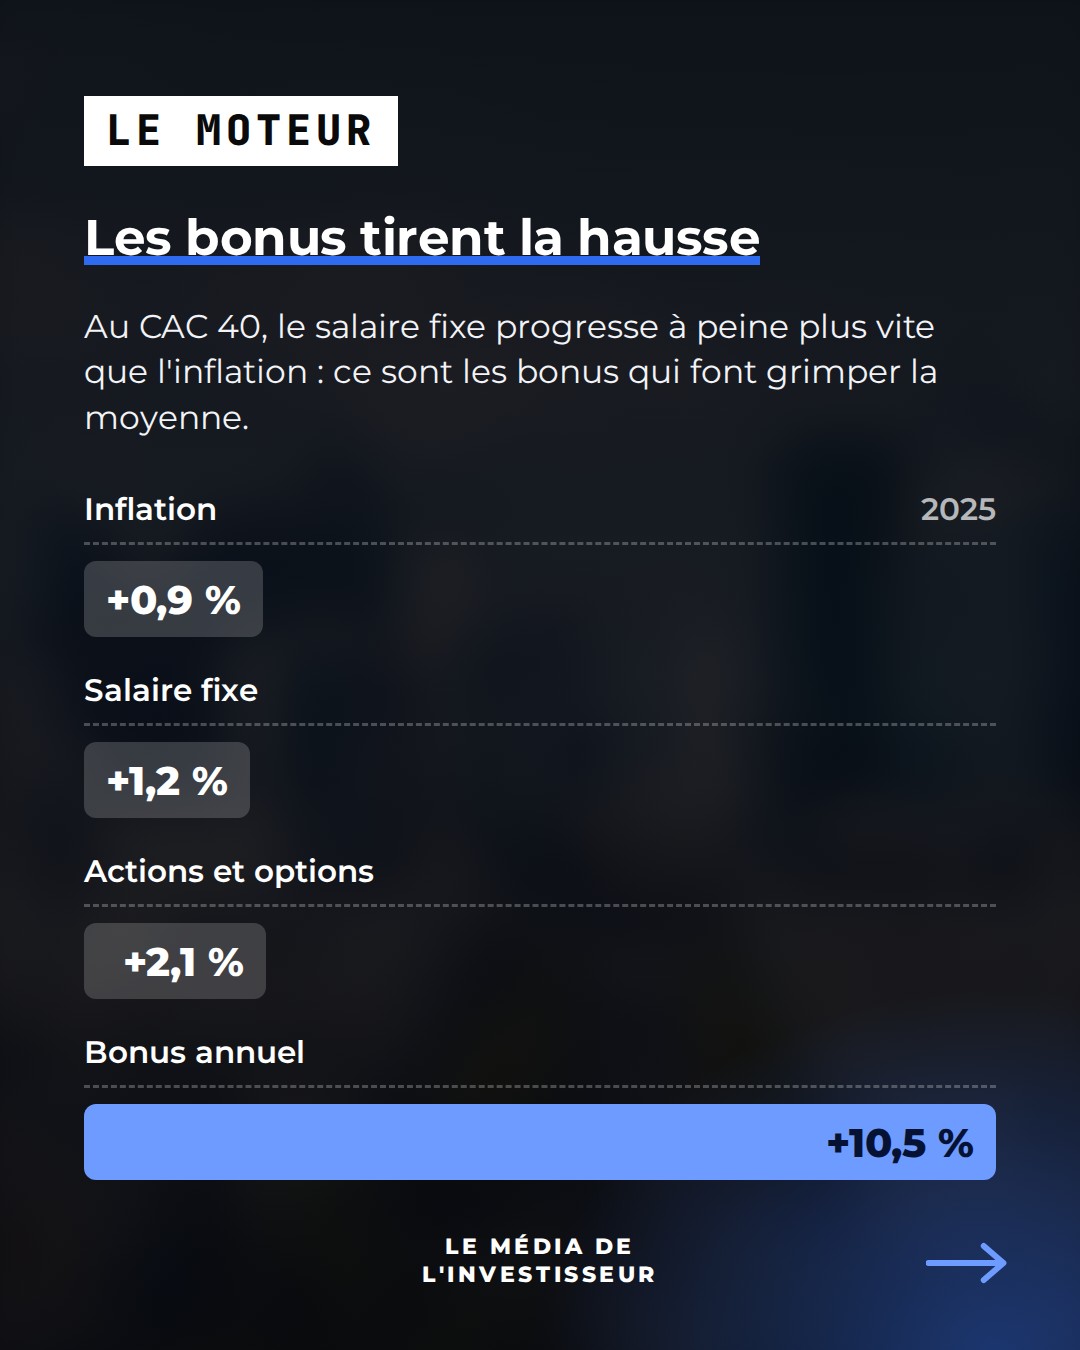 LE MOTEUR
Les bonus tirent la hausse
Au CAC 40, le salaire fixe progresse à peine plus vite
que l'inflation : ce sont les bonus qui font grimper la
moyenne.
Inflation 2025
+0,9 %
Salaire fixe
+1,2 %
Actions et options
+2,1 %
Bonus annuel
+10,5 %
LE MÉDIA DE
L'INVESTISSEUR